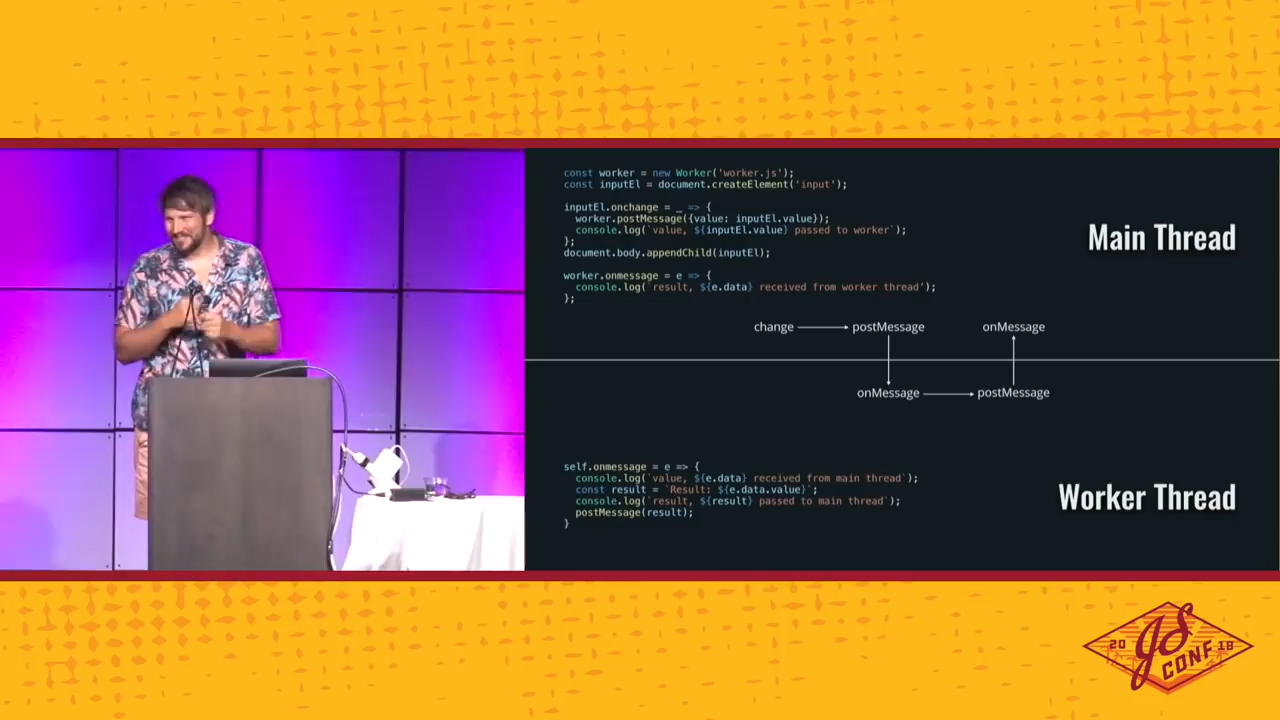 const worker = new Worker('worker.js');
const inputEl = document.createElement('input');
inputEl.onchange = _ => {
worker.postMessage({value: inputEl.value});
console.log(`value, ${inputEl.value} passed to worker`);
};
document.body.appendChild(inputEl);
worker.onmessage = e => {
console.log(`result, ${e.data} received from worker thread');
};
Main Thread
change
postMessage
onMessage
onMessage
postMessage
self.onmessage = e => {
console.log(`value, ${e.data} received from main thread`);
const result = `Result: ${e.data.value}`;
console.log(`result, ${result} passed to main thread`);
postMessage(result);
}
Worker Thread
20 JS 18
CONF